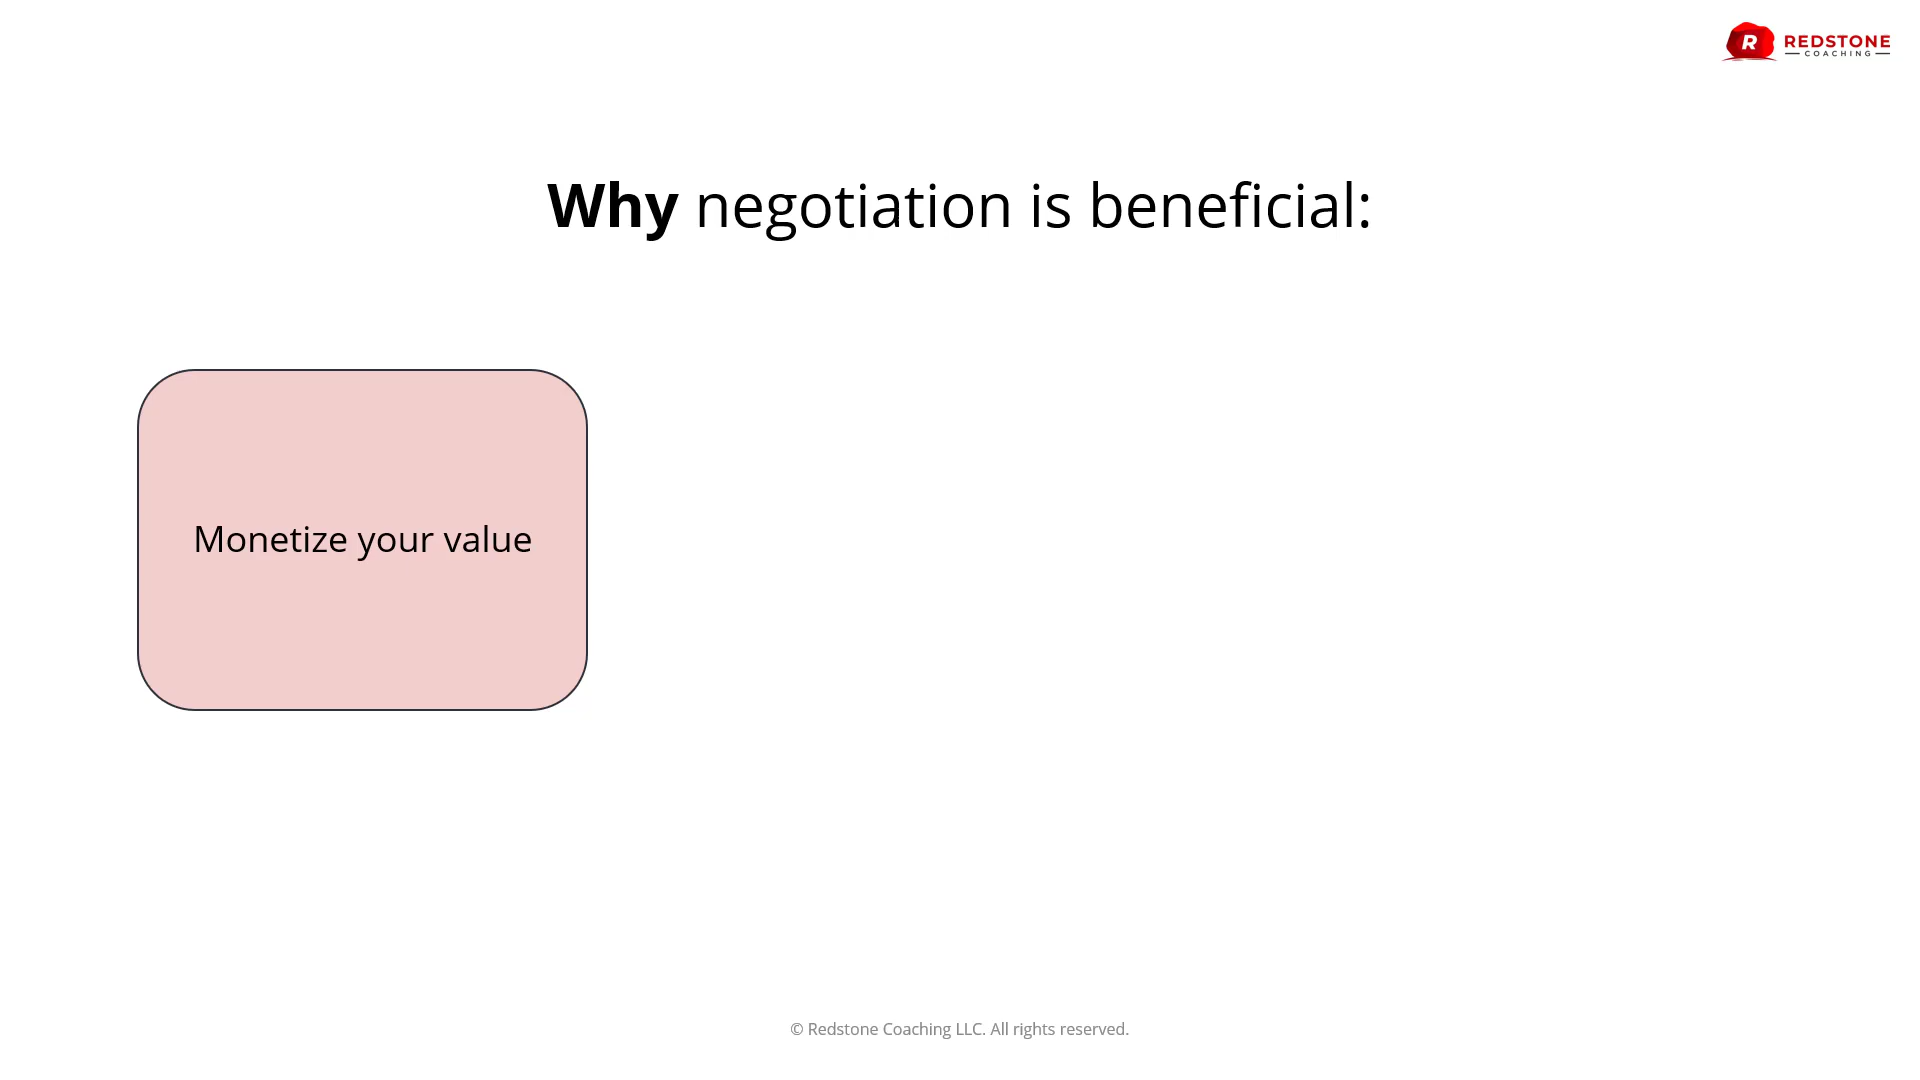 R
REDSTONE
COACHING
Why negotiation is beneficial:
Monetize your value
© Redstone Coaching LLC. All rights reserved.